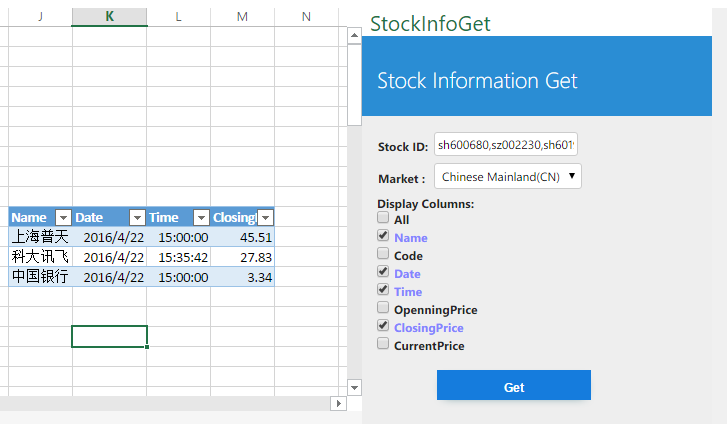 J K L M N
Name Date Time Closing
上海普天 2016/4/22 15:00:00 45.51
科大讯飞 2016/4/22 15:35:42 27.83
中国银行 2016/4/22 15:00:00 3.34
StockInfoGet
Stock Information Get
Stock ID: sh600680,sz002230,sh601
Market : Chinese Mainland(CN)
Display Columns:
All
Name
Code
Date
Time
OpenningPrice
ClosingPrice
CurrentPrice
Get